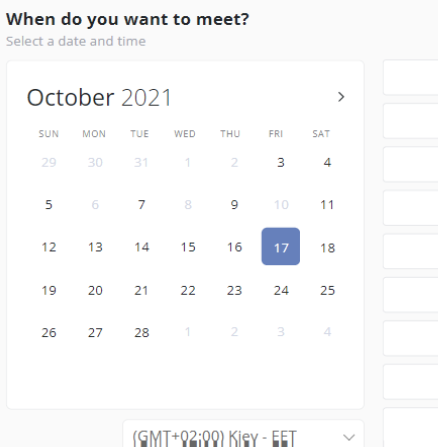 When do you want to meet?
Select a date and time
October 2021
SUN MON TUE WED THU FRI SAT
29 30 31 1 2 3 4
5 6 7 8 9 10 11
12 13 14 15 16 17 18
19 20 21 22 23 24 25
26 27 28 1 2 3 4
(GMT+02:00) Kiev - EET